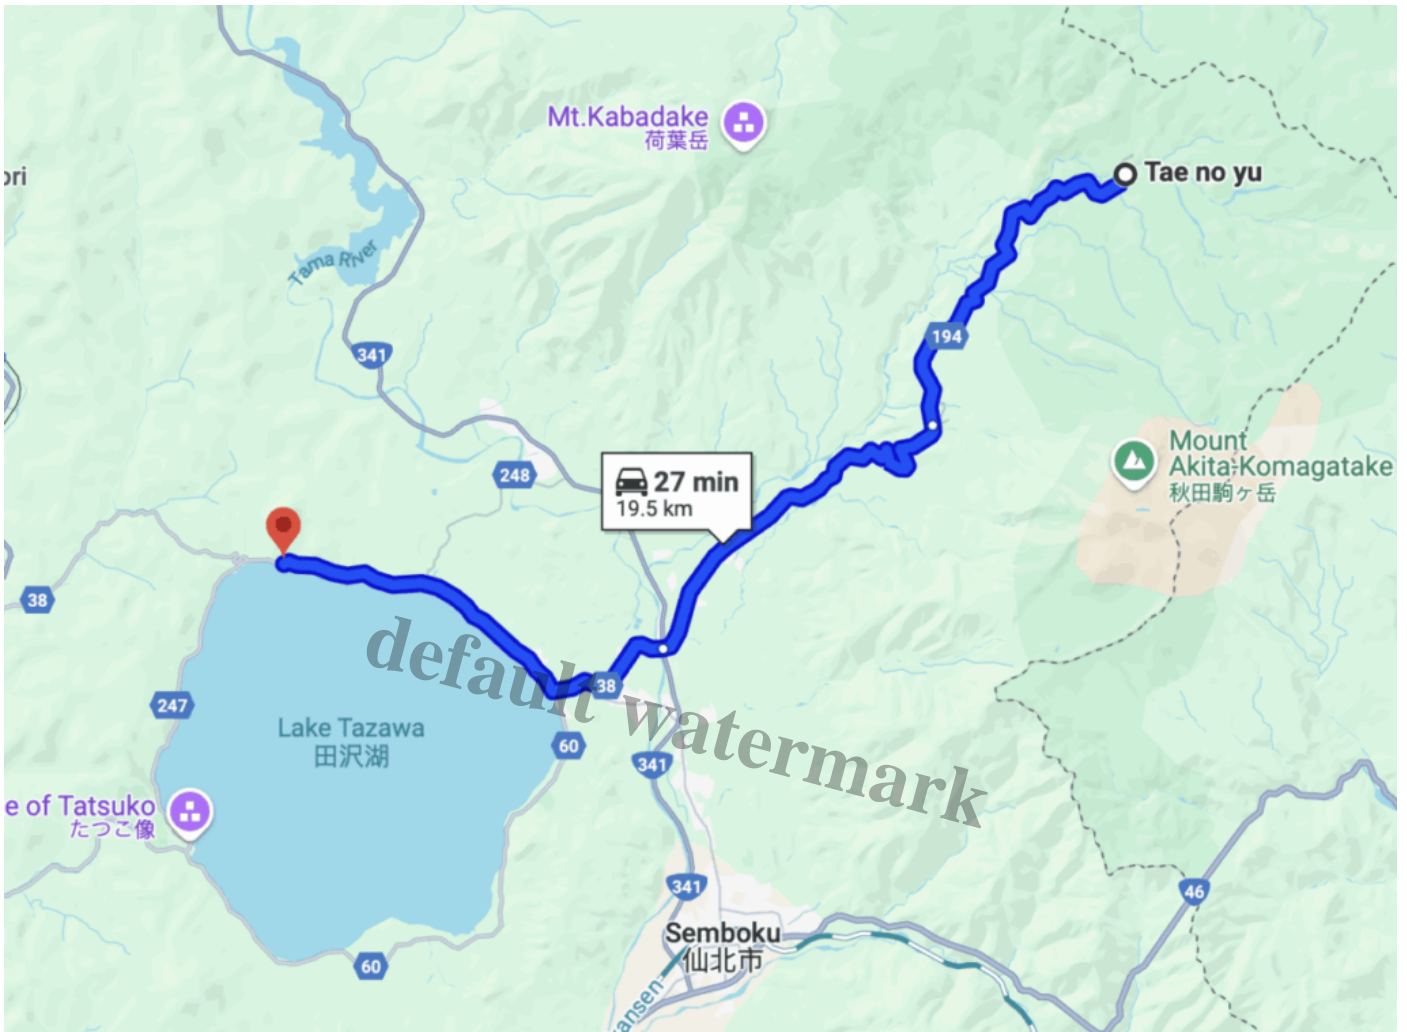 Mt.Kabadake
荷葉岳
Tae no yu
ori
Tama River
194
341
Mount
Akita-Komagatake
秋田駒ヶ岳
248
27 min
19.5 km
38
default watermark
38
247
Lake Tazawa
田沢湖
60
341
e of Tatsuko
たつこ像
341
46
Semboku
仙北市
60
ansen